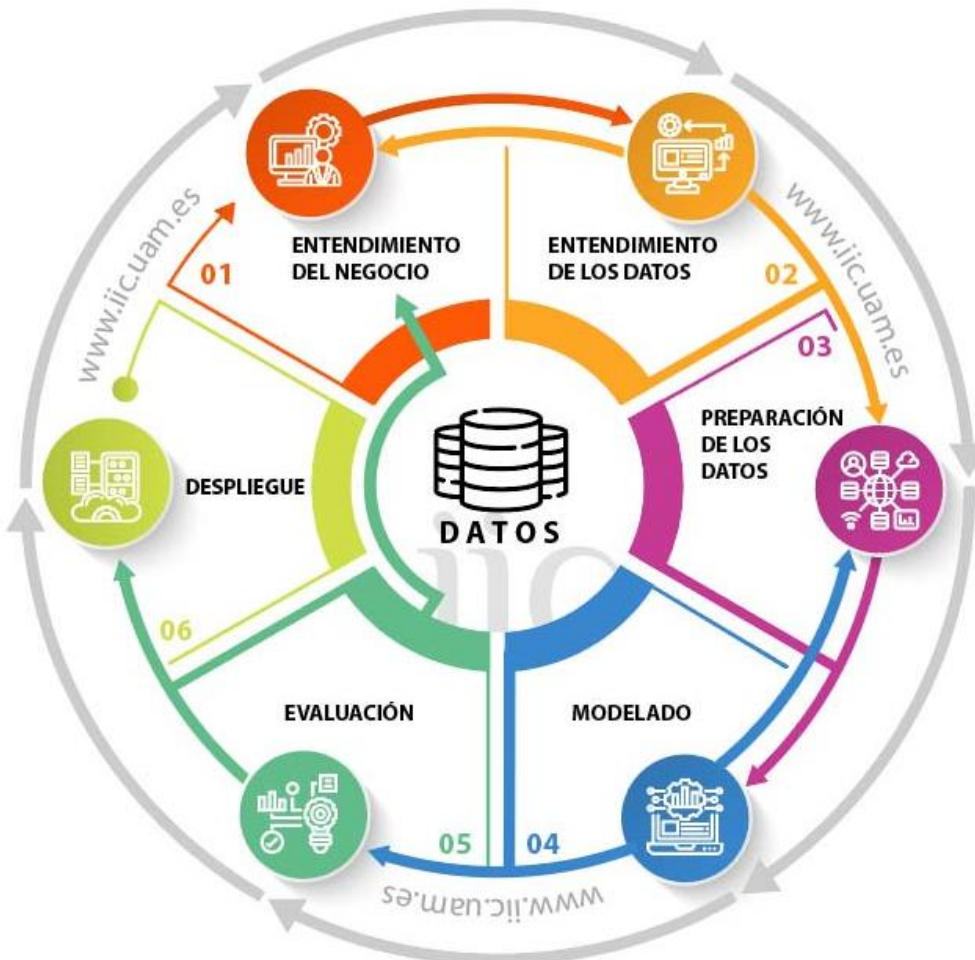 www.iic.uam.es
www.iic.uam.es
01
ENTENDIMIENTO
DEL NEGOCIO
ENTENDIMIENTO
DE LOS DATOS
02
03
PREPARACIÓN
DE LOS
DATOS
DESPLIEGUE
DATOS
iic
06
EVALUACIÓN
MODELADO
05
04
www.iic.uam.es